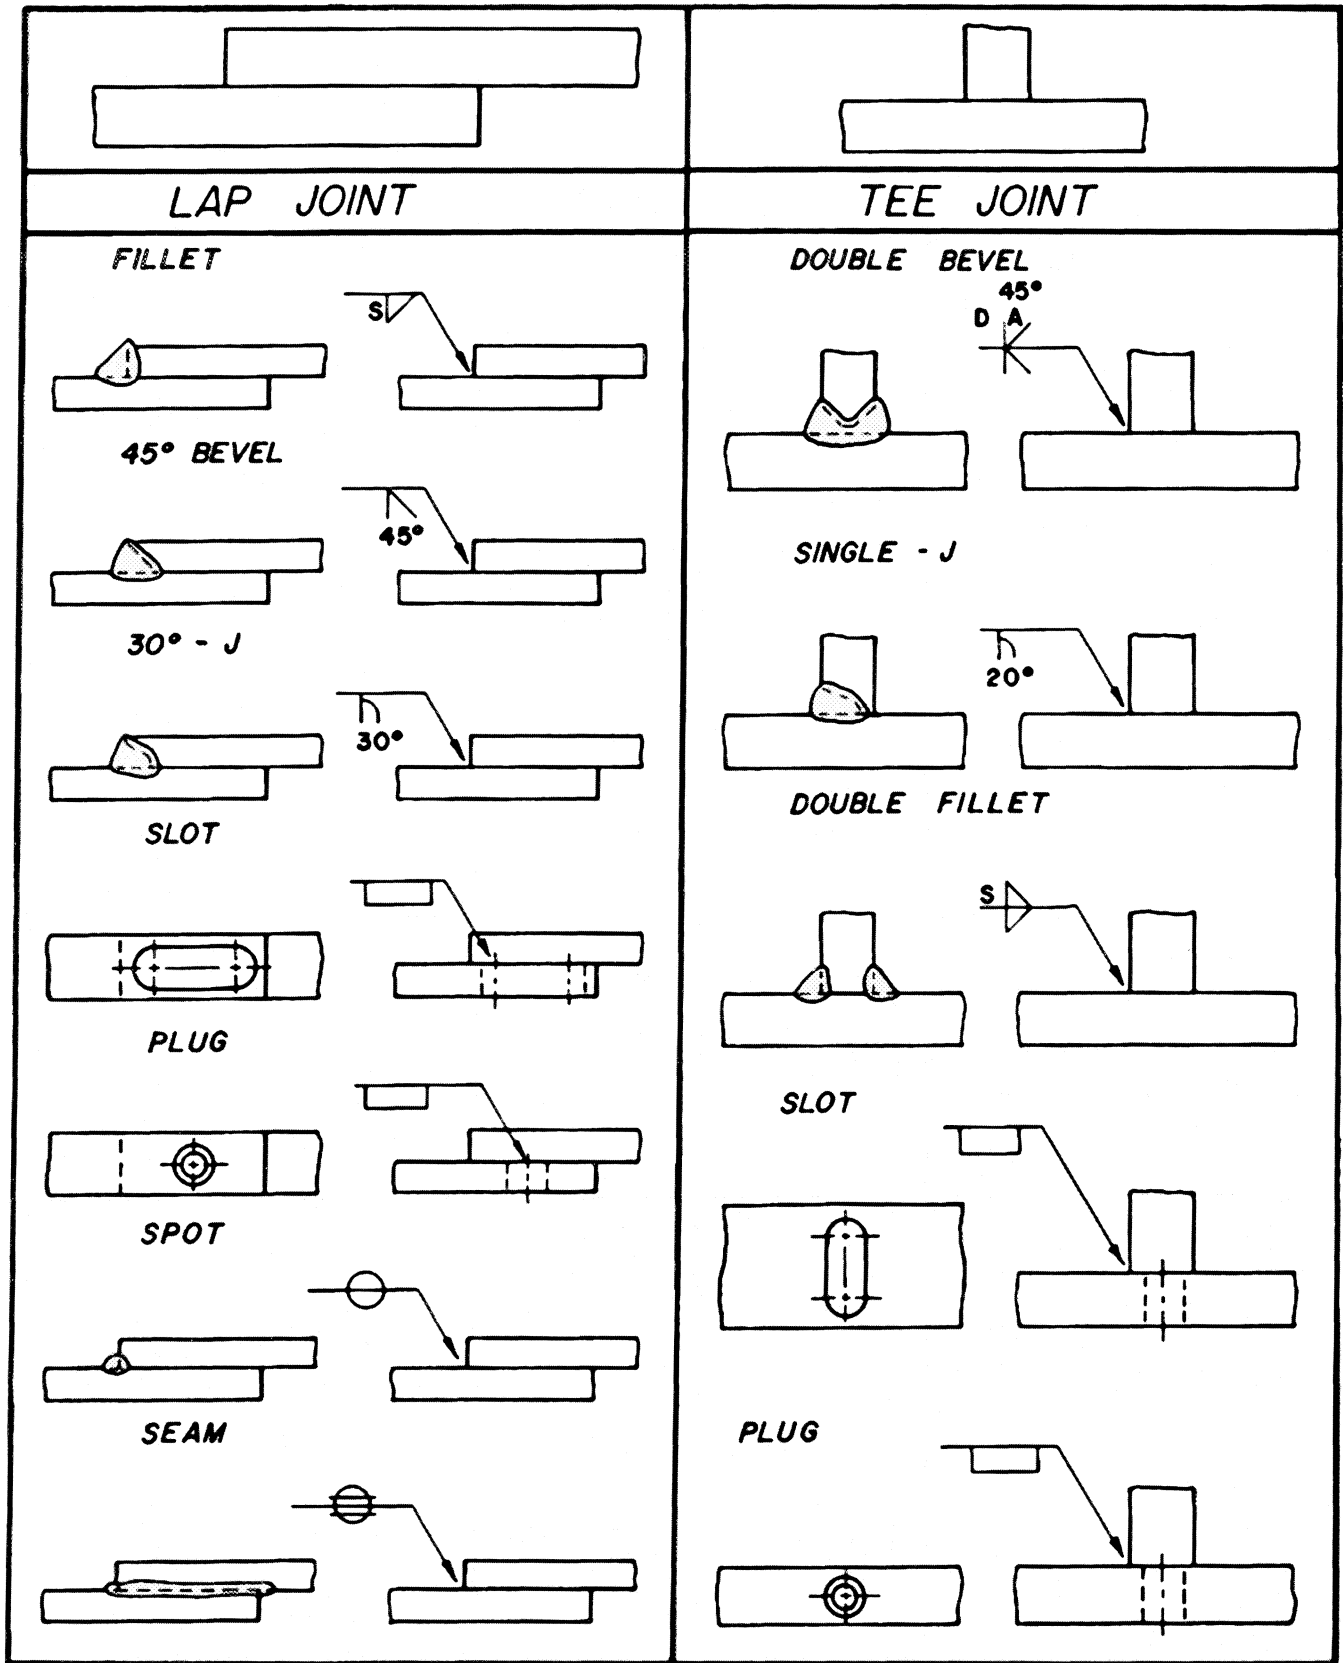 LAP JOINT
FILLET
S
45° BEVEL
45°
30° - J
30°
SLOT
PLUG
SPOT
SEAM
TEE JOINT
DOUBLE BEVEL
45°
D A
SINGLE - J
20°
DOUBLE FILLET
S
SLOT
PLUG